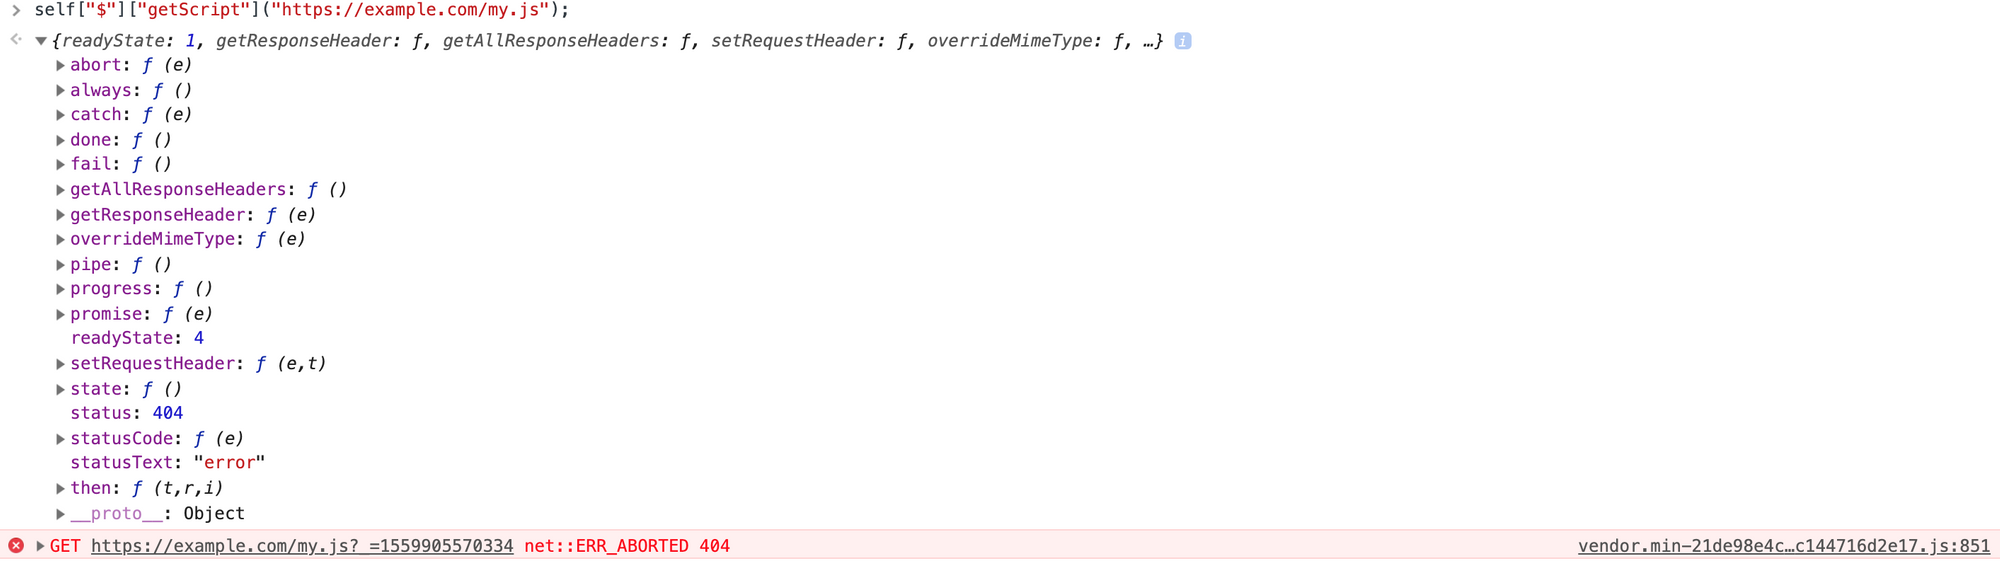 > self["$"]["getScript"]("https://example.com/my.js");
<· ▼{readyState: 1, getResponseHeader: ƒ, getAllResponseHeaders: ƒ, setRequestHeader: ƒ, overrideMimeType: ƒ, …} i
▶abort: ƒ (e)
▶always: ƒ ()
▶catch: ƒ (e)
▶done: ƒ ()
▶fail: ƒ ()
▶getAllResponseHeaders: ƒ ()
▶getResponseHeader: ƒ (e)
▶overrideMimeType: ƒ (e)
▶pipe: ƒ ()
▶progress: ƒ ()
▶promise: ƒ (e)
readyState: 4
▶setRequestHeader: ƒ (e,t)
▶state: ƒ ()
status: 404
▶statusCode: ƒ (e)
statusText: "error"
▶then: ƒ (t,r,i)
▶__proto__: Object
▶GET https://example.com/my.js?_=1559905570334 net::ERR_ABORTED 404 vendor.min-21de98e4c…c144716d2e17.js:851